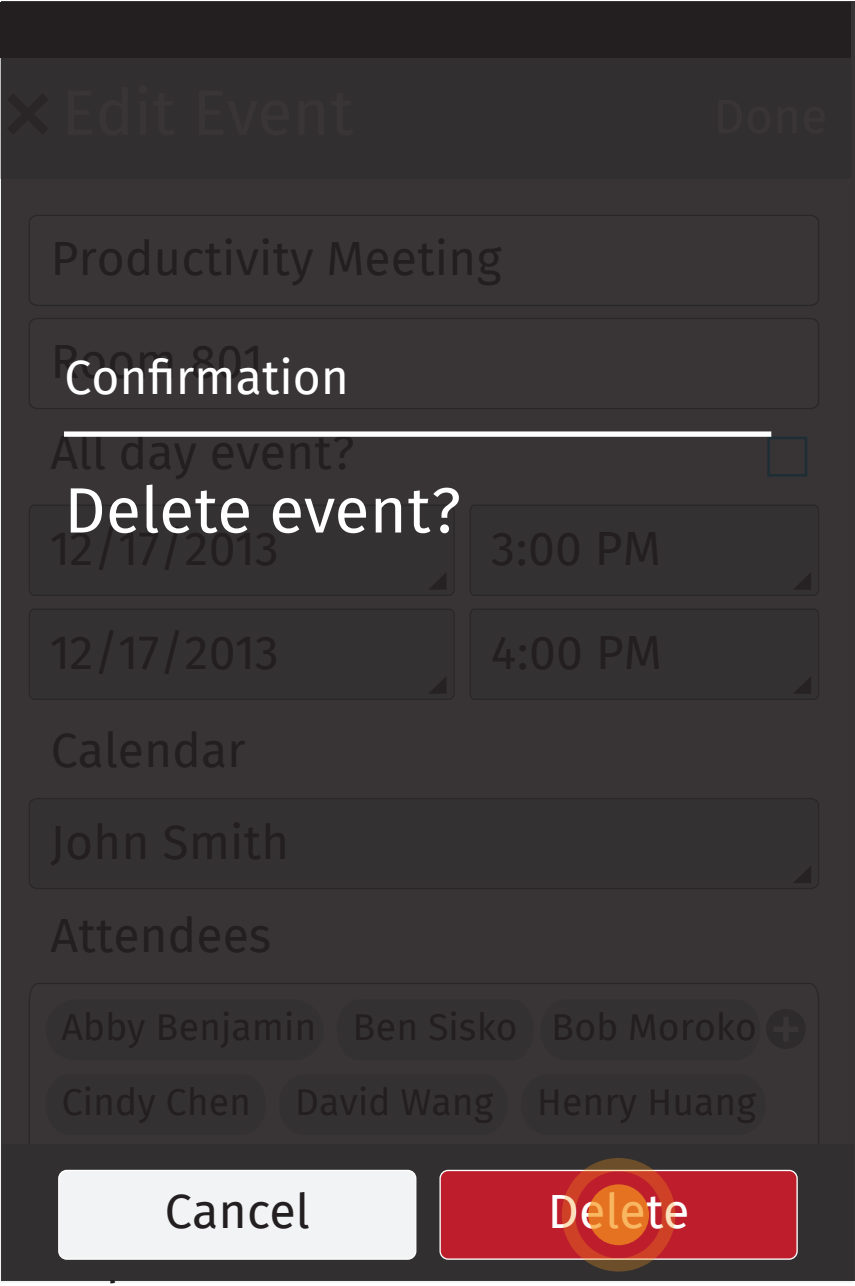 Edit Event Done
Productivity Meeting
Room 801
Confirmation
All day event?
Delete event?
12/17/2013 3:00 PM
12/17/2013 4:00 PM
Calendar
John Smith
Attendees
Abby Benjamin Ben Sisko Bob Moroko
Cindy Chen David Wang Henry Huang
Cancel Delete